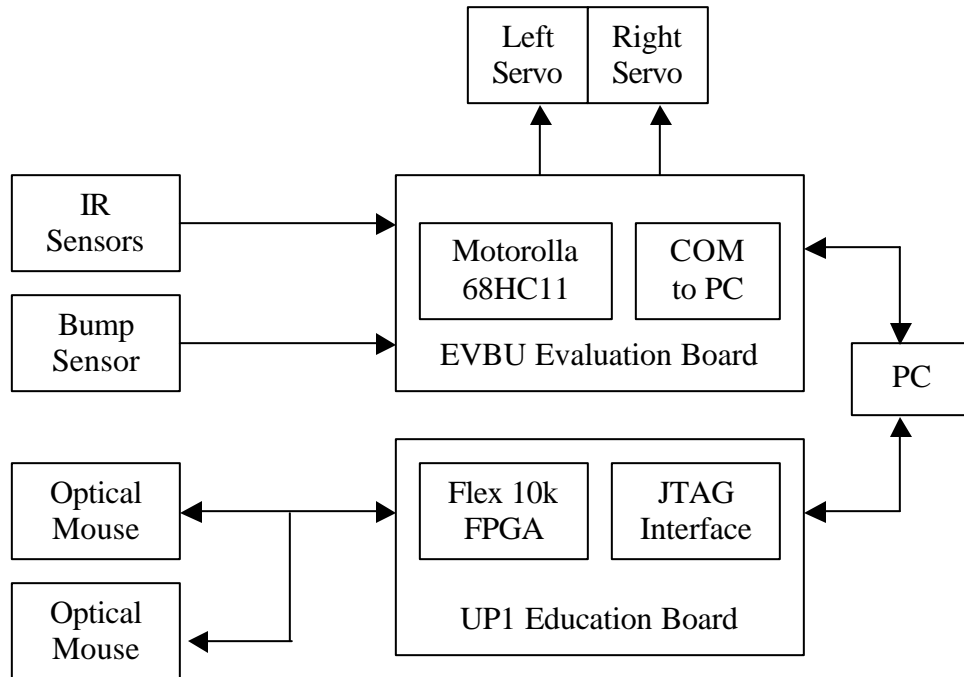 Left
Servo
Right
Servo
IR
Sensors
Motorolla
68HC11
COM
to PC
Bump
Sensor
EVBU Evaluation Board
PC
Optical
Mouse
Flex 10k
FPGA
JTAG
Interface
Optical
Mouse
UP1 Education Board